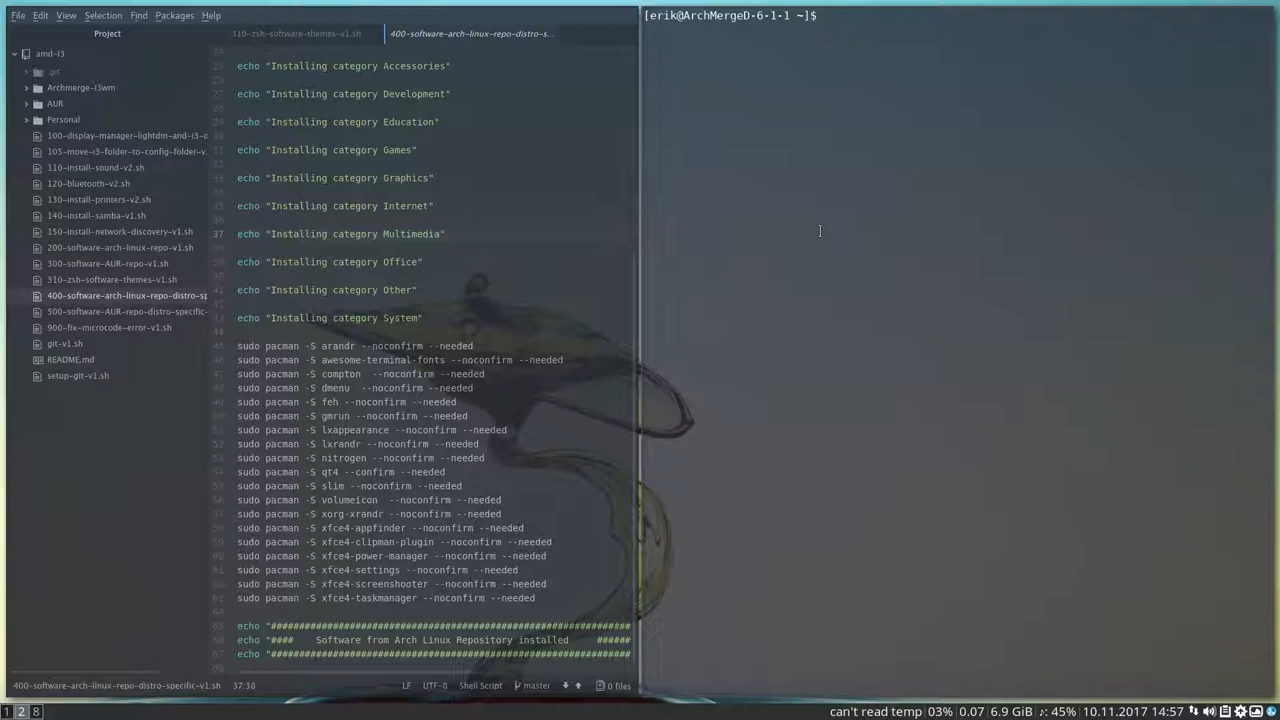 File Edit View Selection Find Packages Help
Project
amd-i3
.git
Archmerge-i3wm
AUR
Personal
100-display-manager-lightdm-and-i3-c
105-move-i3-folder-to-config-folder-v
110-install-sound-v2.sh
120-bluetooth-v2.sh
130-install-printers-v2.sh
140-install-samba-v1.sh
150-install-network-discovery-v1.sh
200-software-arch-linux-repo-v1.sh
300-software-AUR-repo-v1.sh
310-zsh-software-themes-v1.sh
400-software-arch-linux-repo-distro-sp
500-software-AUR-repo-distro-specific-
900-fix-microcode-error-v1.sh
git-v1.sh
README.md
setup-git-v1.sh
310-zsh-software-themes-v1.sh 400-software-arch-linux-repo-distro-s...
echo "Installing category Accessories"
echo "Installing category Development"
echo "Installing category Education"
echo "Installing category Games"
echo "Installing category Graphics"
echo "Installing category Internet"
37 echo "Installing category Multimedia"
echo "Installing category Office"
echo "Installing category Other"
echo "Installing category System"
sudo pacman -S arandr --noconfirm --needed
sudo pacman -S awesome-terminal-fonts --noconfirm --needed
sudo pacman -S compton  --noconfirm --needed
sudo pacman -S dmenu  --noconfirm --needed
sudo pacman -S feh --noconfirm --needed
sudo pacman -S gmrun --noconfirm --needed
sudo pacman -S lxappearance --noconfirm --needed
sudo pacman -S lxrandr --noconfirm --needed
sudo pacman -S nitrogen --noconfirm --needed
sudo pacman -S qt4 --confirm --needed
sudo pacman -S slim --noconfirm --needed
sudo pacman -S volumeicon  --noconfirm --needed
sudo pacman -S xorg-xrandr --noconfirm --needed
sudo pacman -S xfce4-appfinder --noconfirm --needed
sudo pacman -S xfce4-clipman-plugin --noconfirm --needed
sudo pacman -S xfce4-power-manager --noconfirm --needed
sudo pacman -S xfce4-settings --noconfirm --needed
sudo pacman -S xfce4-screenshooter --noconfirm --needed
sudo pacman -S xfce4-taskmanager --noconfirm --needed
echo "################################################################
echo "####    Software from Arch Linux Repository installed     ######
echo "################################################################
400-software-arch-linux-repo-distro-specific-v1.sh 37:38 LF UTF-8 Shell Script master 0 files
[erik@ArchMergeD-6-1-1 ~]$
1 2 8 can't read temp 03% 0.07 6.9 GiB ♪: 45% 10.11.2017 14:57